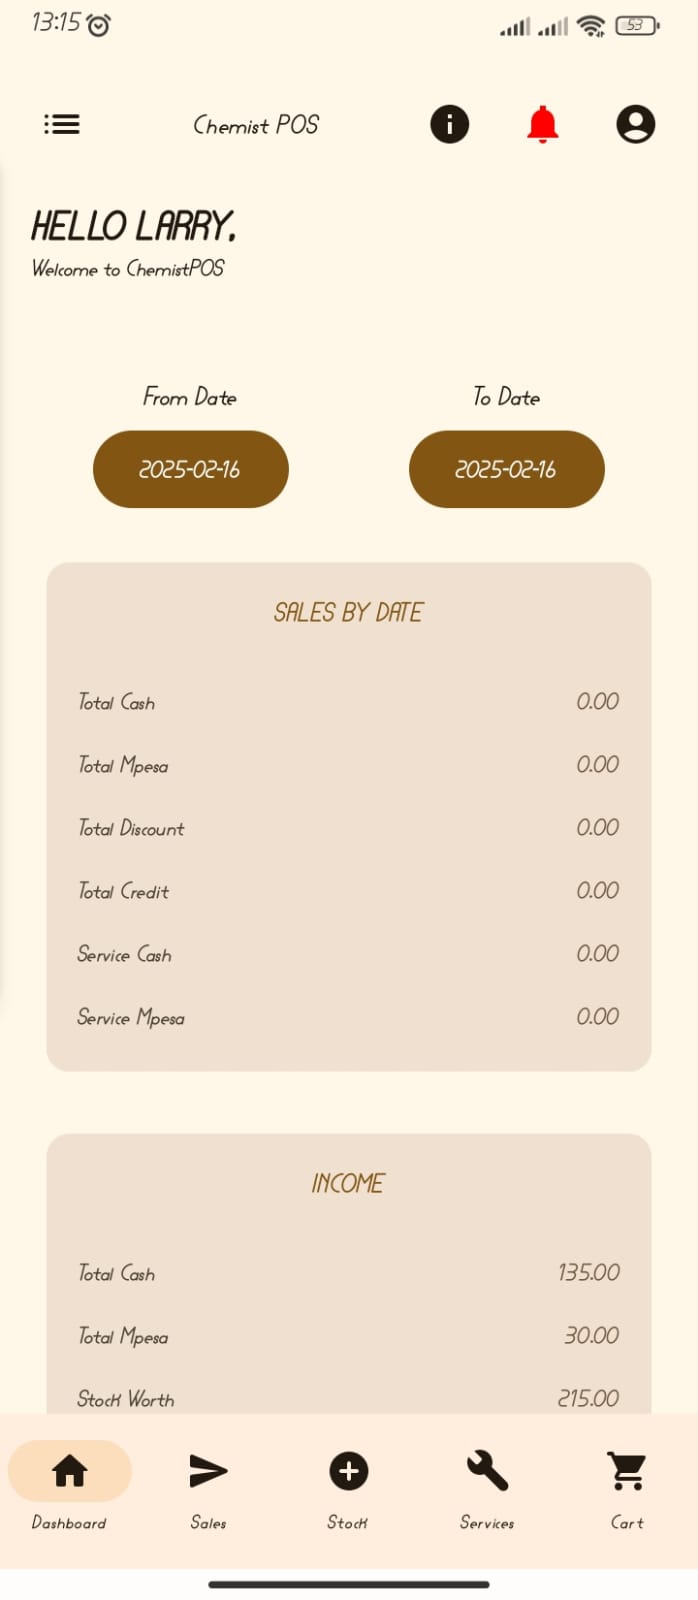 13:15
53
Chemist POS
HELLO LARRY,
Welcome to ChemistPOS
From Date
To Date
2025-02-16
2025-02-16
SALES BY DATE
Total Cash 0.00
Total Mpesa 0.00
Total Discount 0.00
Total Credit 0.00
Service Cash 0.00
Service Mpesa 0.00
INCOME
Total Cash 135.00
Total Mpesa 30.00
Stock Worth 215.00
Dashboard
Sales
Stock
Services
Cart